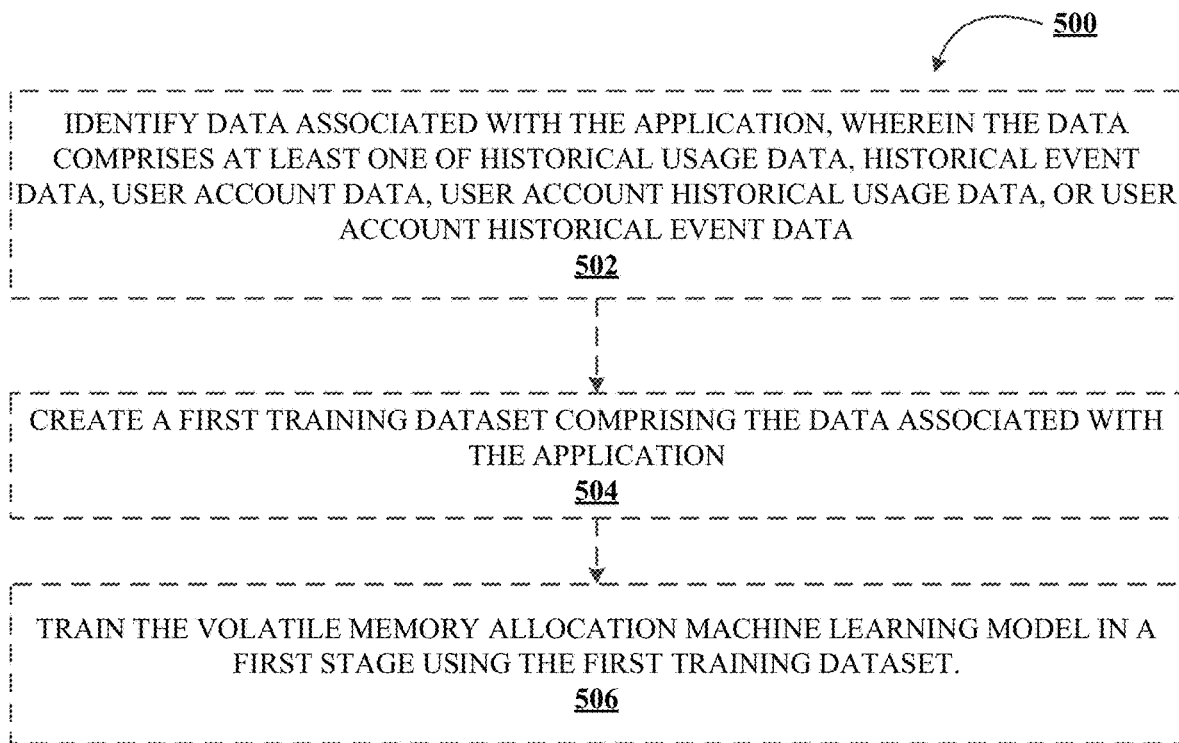 500
IDENTIFY DATA ASSOCIATED WITH THE APPLICATION, WHEREIN THE DATA
COMPRISES AT LEAST ONE OF HISTORICAL USAGE DATA, HISTORICAL EVENT
DATA, USER ACCOUNT DATA, USER ACCOUNT HISTORICAL USAGE DATA, OR USER
ACCOUNT HISTORICAL EVENT DATA
502
CREATE A FIRST TRAINING DATASET COMPRISING THE DATA ASSOCIATED WITH
THE APPLICATION
504
TRAIN THE VOLATILE MEMORY ALLOCATION MACHINE LEARNING MODEL IN A
FIRST STAGE USING THE FIRST TRAINING DATASET.
506